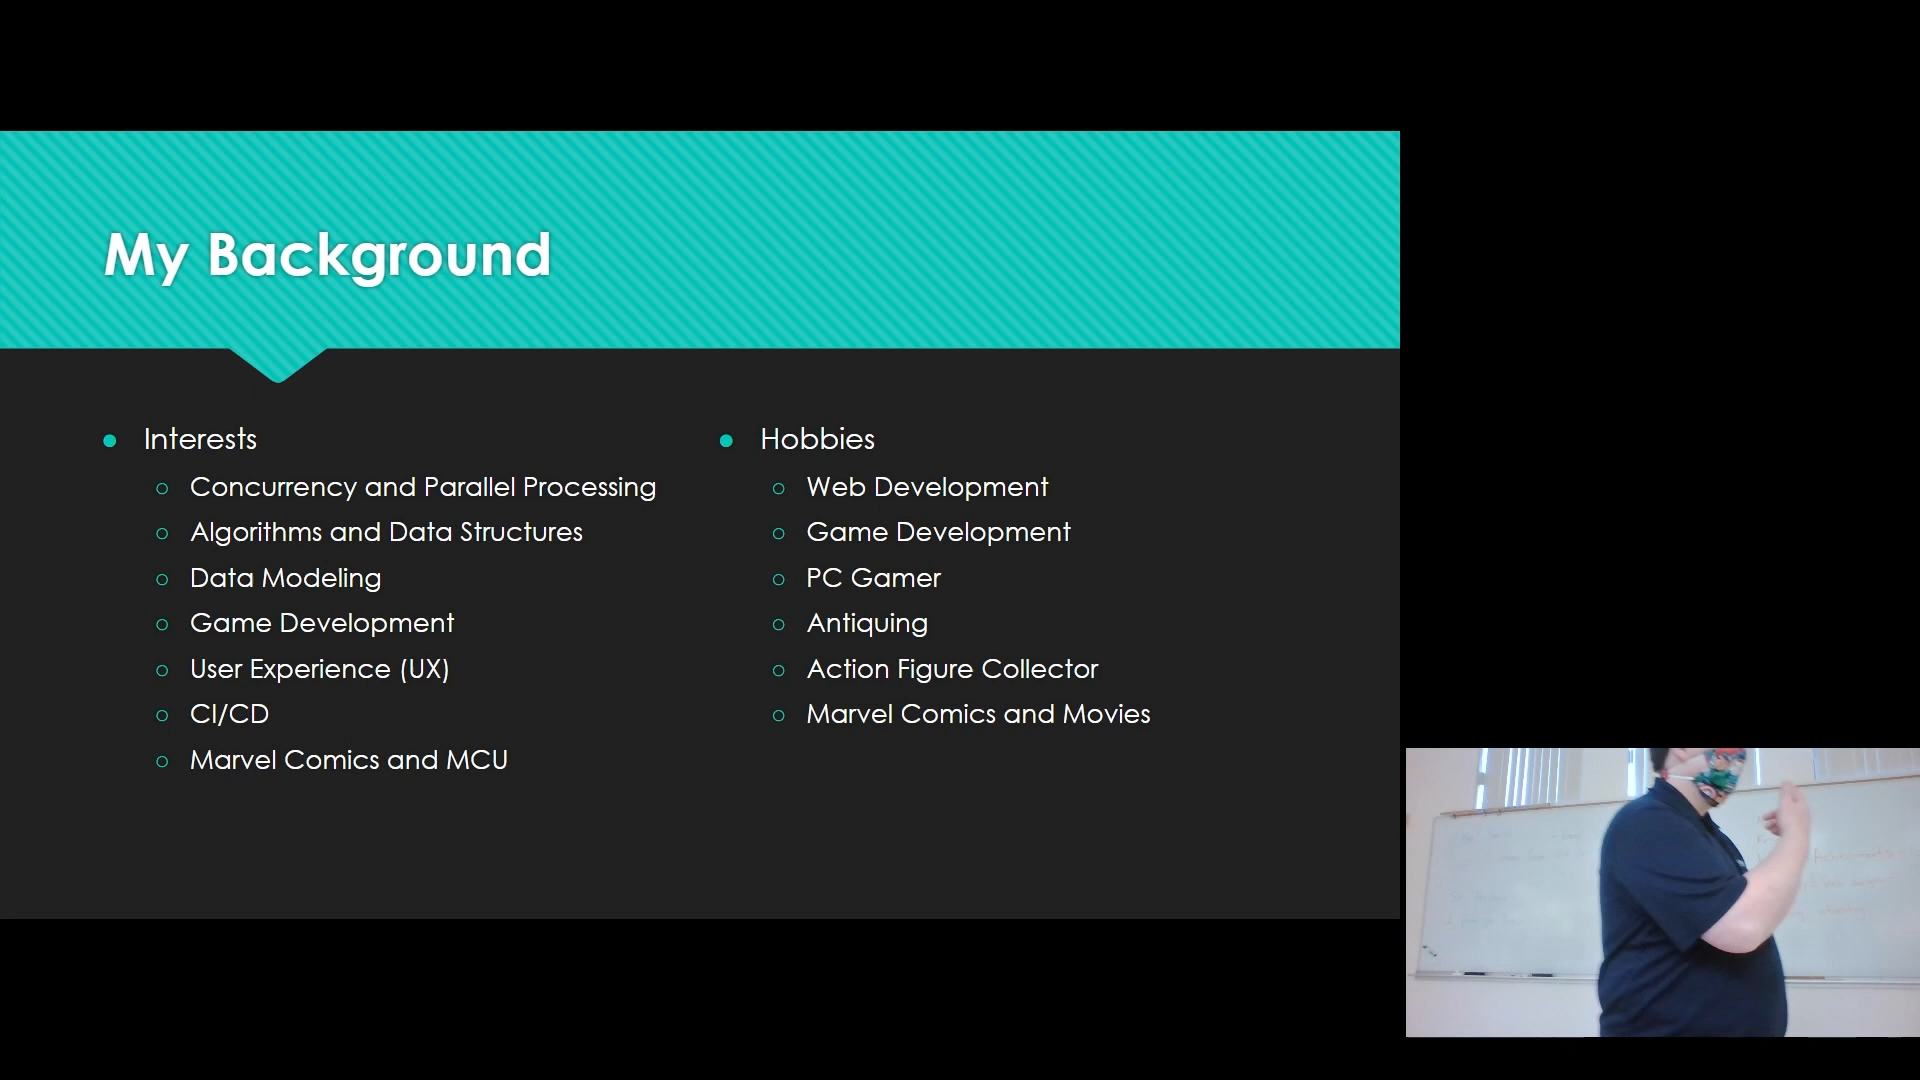 My Background
Interests
Concurrency and Parallel Processing
Algorithms and Data Structures
Data Modeling
Game Development
User Experience (UX)
CI/CD
Marvel Comics and MCU
Hobbies
Web Development
Game Development
PC Gamer
Antiquing
Action Figure Collector
Marvel Comics and Movies